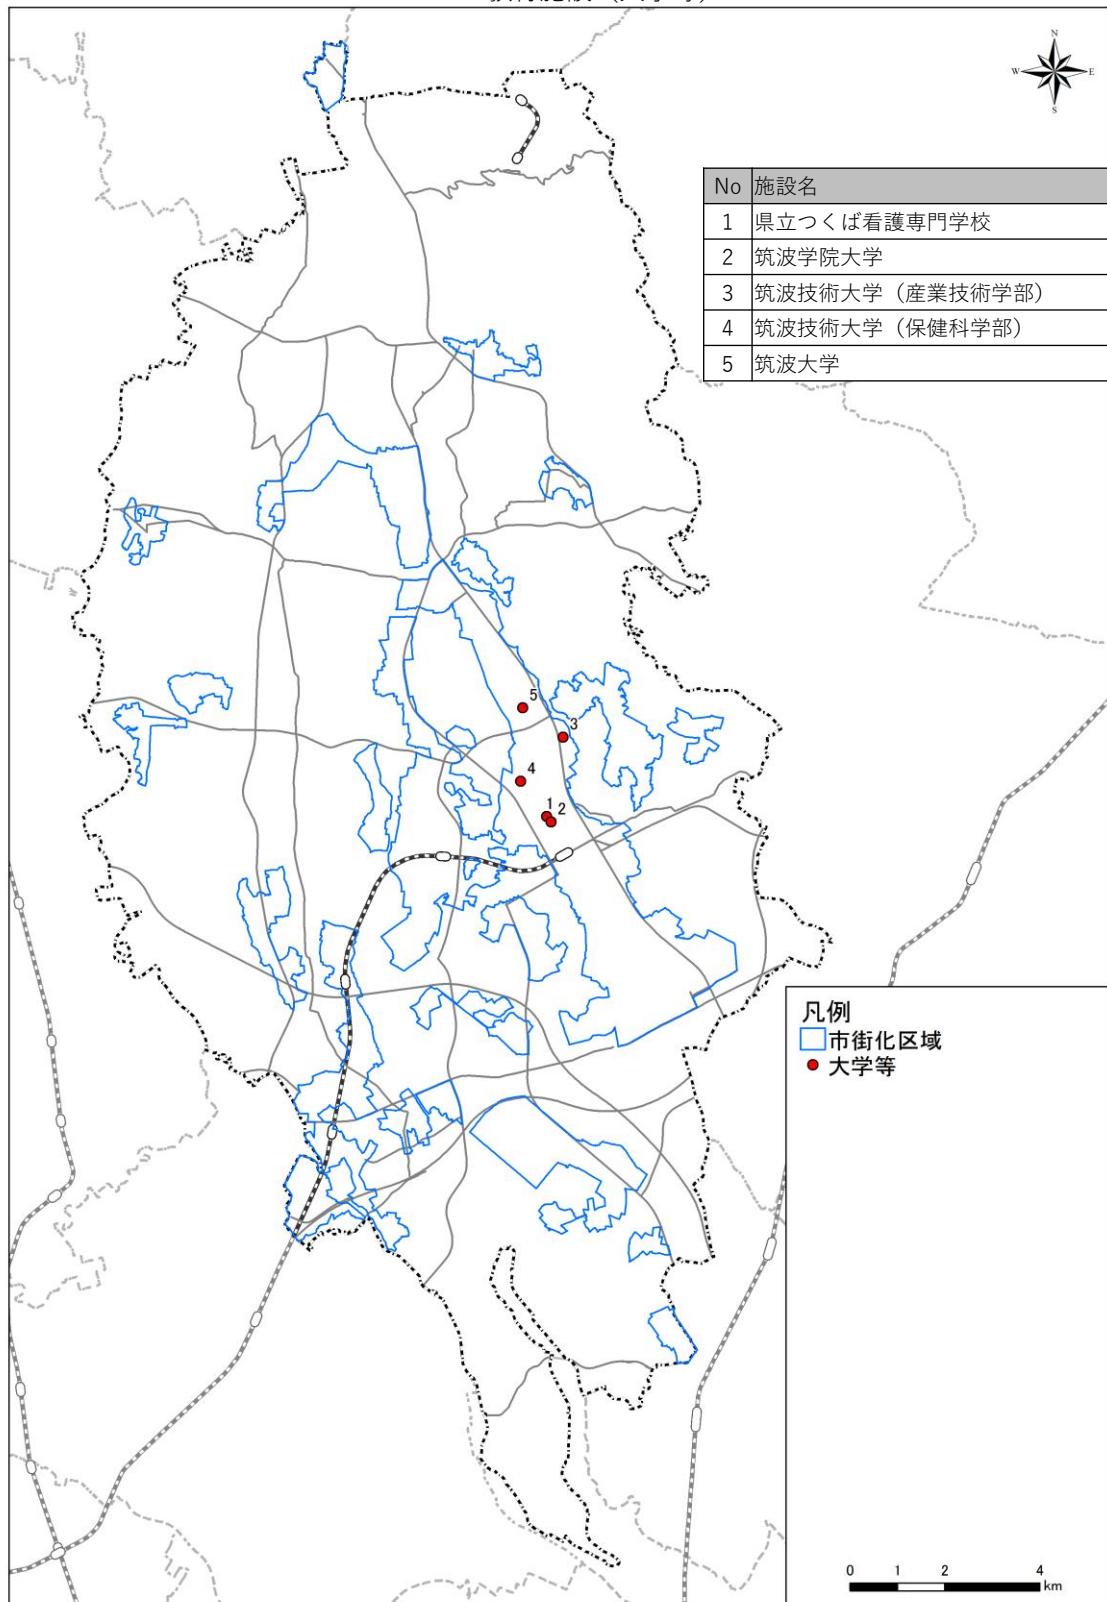 N
W E
S
No 施設名
1 県立つくば看護専門学校
2 筑波学院大学
3 筑波技術大学（産業技術学部）
4 筑波技術大学（保健科学部）
5 筑波大学
5
3
4
1
2
凡例
市街化区域
大学等
0 1 2 4
km